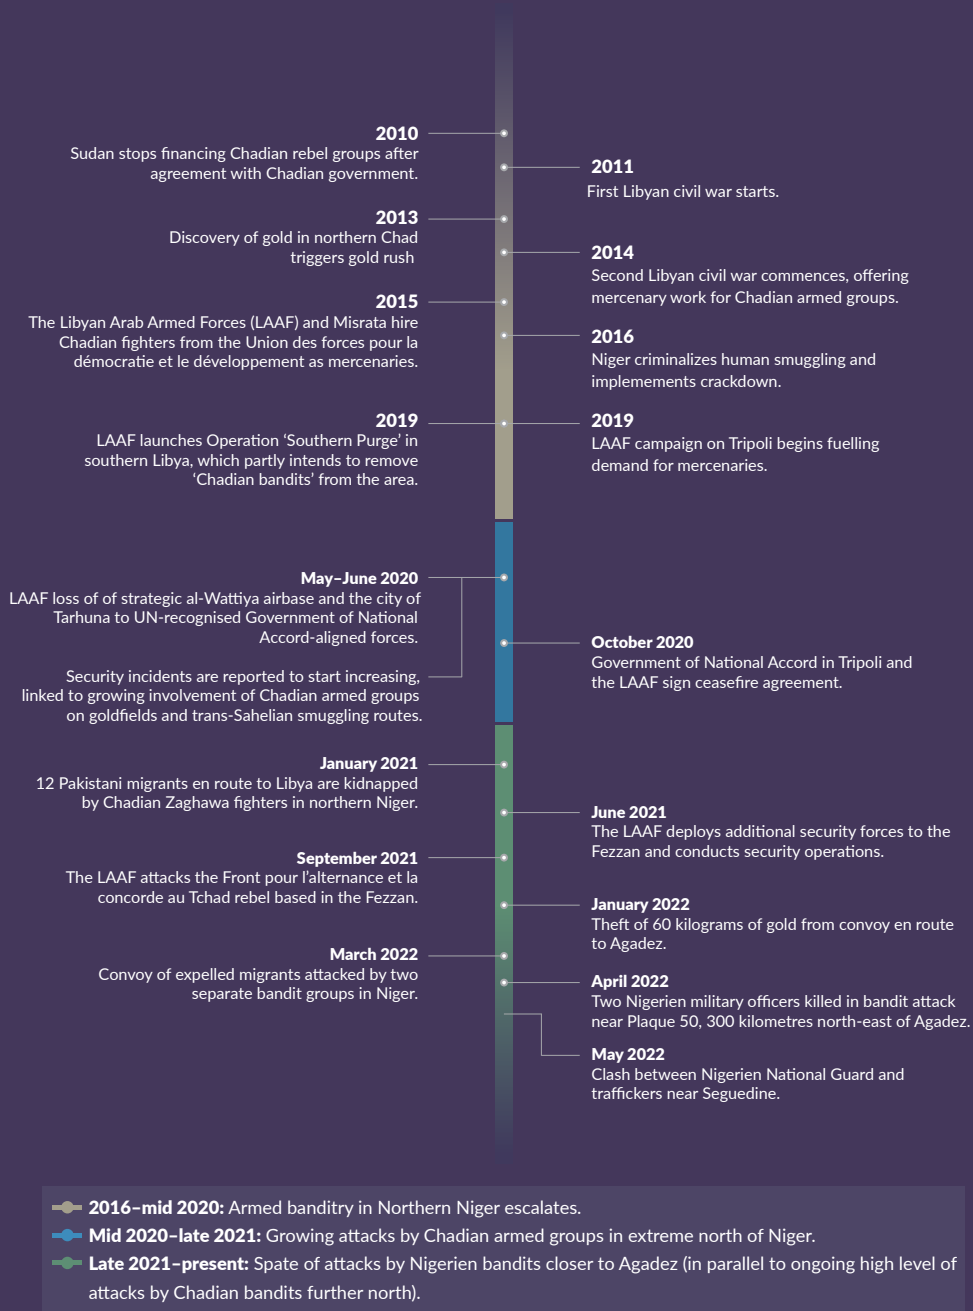 2010
Sudan stops financing Chadian rebel groups after
agreement with Chadian government.
2011
First Libyan civil war starts.
2013
Discovery of gold in northern Chad
triggers gold rush
2014
Second Libyan civil war commences, offering
mercenary work for Chadian armed groups.
2015
The Libyan Arab Armed Forces (LAAF) and Misrata hire
Chadian fighters from the Union des forces pour la
démocratie et le développement as mercenaries.
2016
Niger criminalizes human smuggling and
implemements crackdown.
2019
LAAF launches Operation ‘Southern Purge’ in
southern Libya, which partly intends to remove
‘Chadian bandits’ from the area.
2019
LAAF campaign on Tripoli begins fuelling
demand for mercenaries.
May–June 2020
LAAF loss of of strategic al-Wattiya airbase and the city of
Tarhuna to UN-recognised Government of National
Accord-aligned forces.
Security incidents are reported to start increasing,
linked to growing involvement of Chadian armed groups
on goldfields and trans-Sahelian smuggling routes.
October 2020
Government of National Accord in Tripoli and
the LAAF sign ceasefire agreement.
January 2021
12 Pakistani migrants en route to Libya are kidnapped
by Chadian Zaghawa fighters in northern Niger.
June 2021
The LAAF deploys additional security forces to the
Fezzan and conducts security operations.
September 2021
The LAAF attacks the Front pour l’alternance et la
concorde au Tchad rebel based in the Fezzan.
January 2022
Theft of 60 kilograms of gold from convoy en route
to Agadez.
March 2022
Convoy of expelled migrants attacked by two
separate bandit groups in Niger.
April 2022
Two Nigerien military officers killed in bandit attack
near Plaque 50, 300 kilometres north-east of Agadez.
May 2022
Clash between Nigerien National Guard and
traffickers near Seguedine.
2016–mid 2020: Armed banditry in Northern Niger escalates.
Mid 2020–late 2021: Growing attacks by Chadian armed groups in extreme north of Niger.
Late 2021–present: Spate of attacks by Nigerien bandits closer to Agadez (in parallel to ongoing high level of
attacks by Chadian bandits further north).